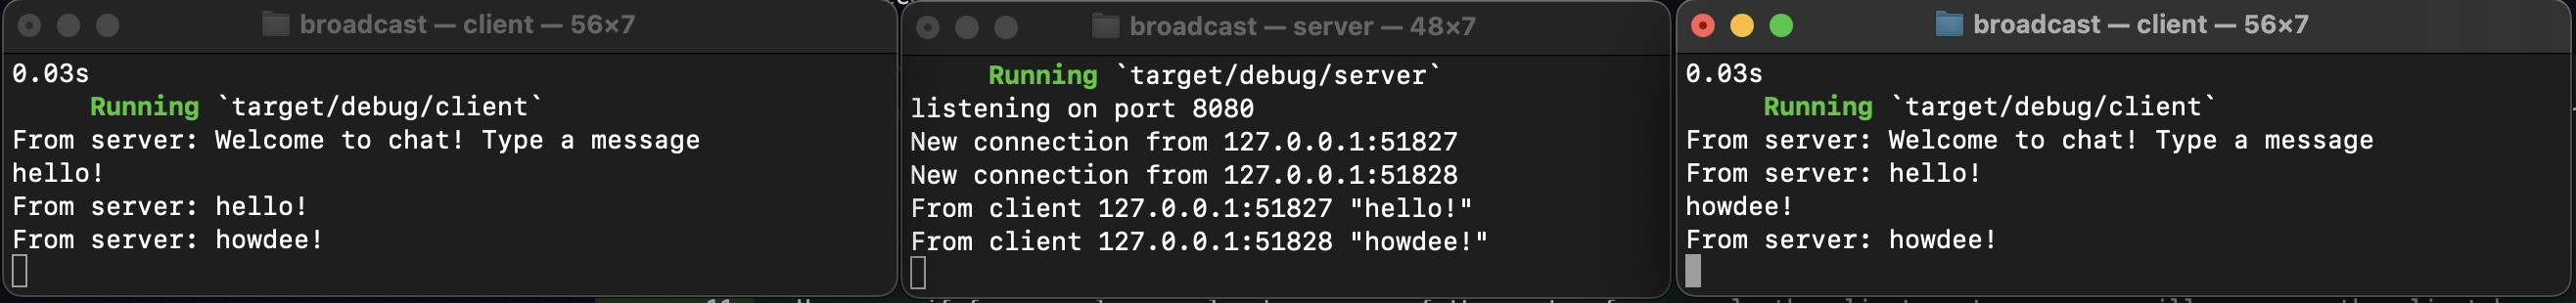 broadcast — client — 56×7
0.03s
Running `target/debug/client`
From server: Welcome to chat! Type a message
hello!
From server: hello!
From server: howdee!
broadcast — server — 48×7
Running `target/debug/server`
listening on port 8080
New connection from 127.0.0.1:51827
New connection from 127.0.0.1:51828
From client 127.0.0.1:51827 "hello!"
From client 127.0.0.1:51828 "howdee!"
broadcast — client — 56×7
0.03s
Running `target/debug/client`
From server: Welcome to chat! Type a message
From server: hello!
howdee!
From server: howdee!